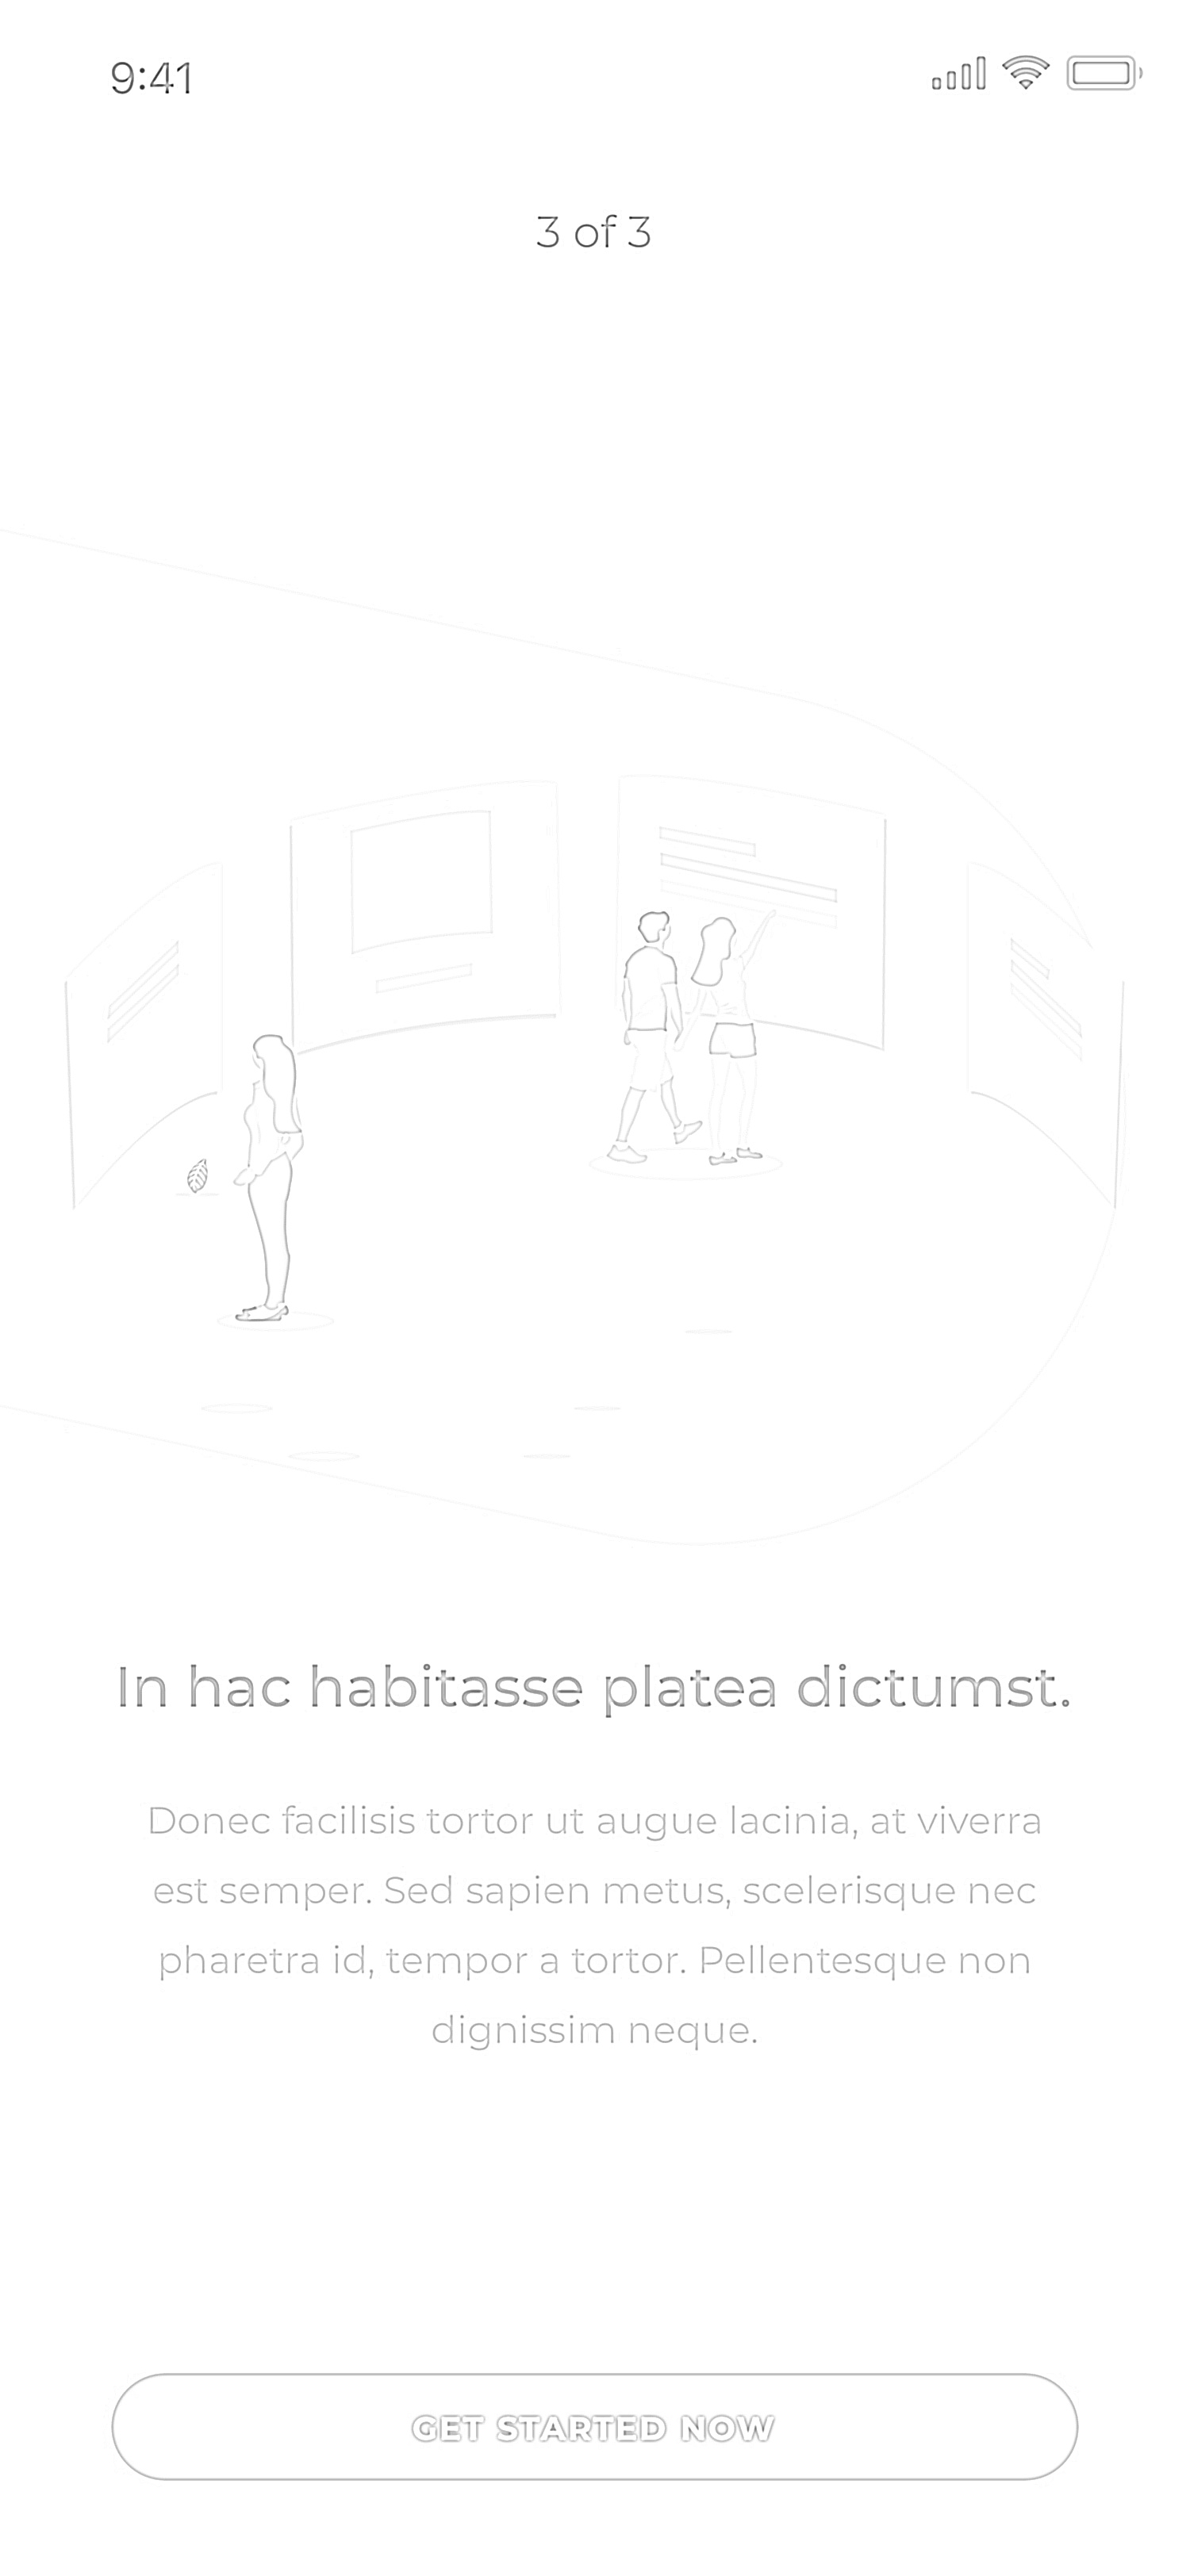 9:41
3 of 3
In hac habitasse platea dictumst.
Donec facilisis tortor ut augue lacinia, at viverra
est semper. Sed sapien metus, scelerisque nec
pharetra id, tempor a tortor. Pellentesque non
dignissim neque.
GET STARTED NOW